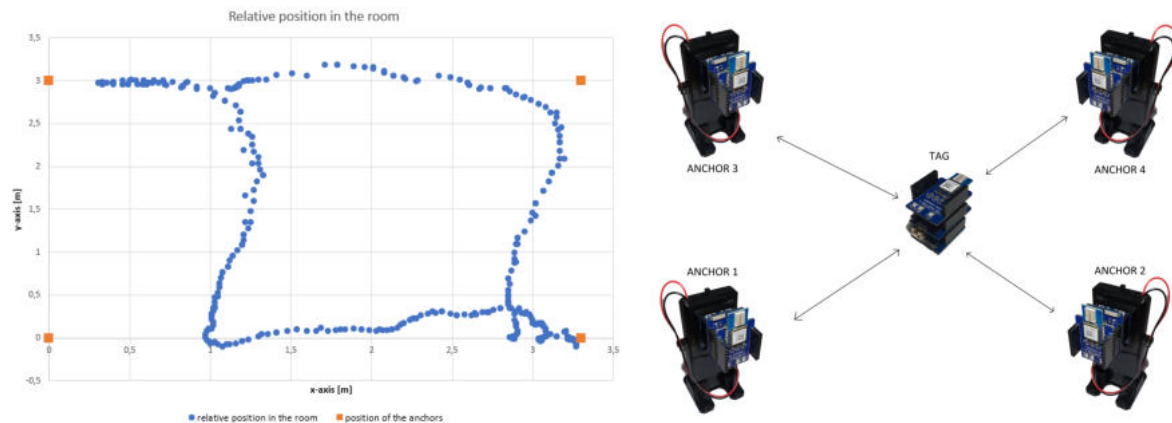 Relative position in the room
3,5
3
2,5
2
1,5
1
0,5
0
-0,5
y-axis [m]
0
0,5
1
1,5
2
2,5
3
3,5
x-axis [m]
relative position in the room
position of the anchors
ANCHOR 3
ANCHOR 4
TAG
ANCHOR 1
ANCHOR 2